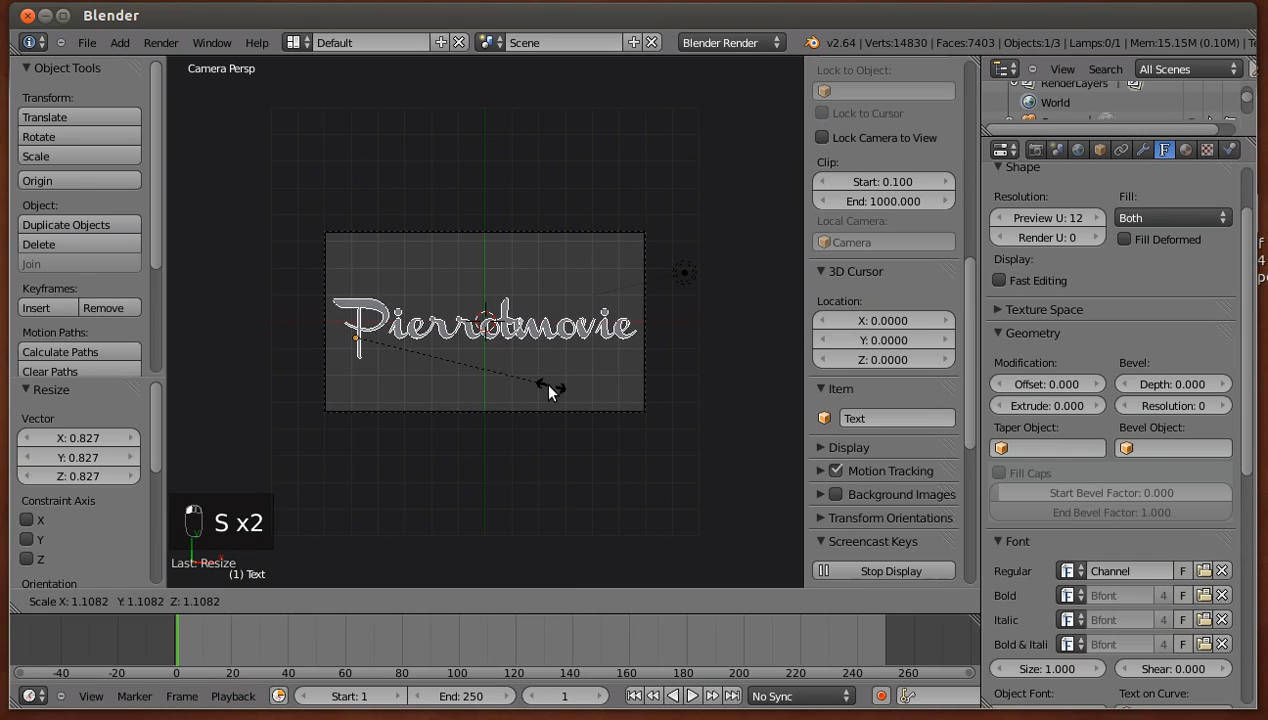 Blender
File Add Render Window Help Default Scene Blender Render v2.64 | Verts:14830 | Faces:7403 | Objects:1/3 | Lamps:0/1 | Mem:15.15M (0.10M) | Te
Object Tools
Transform:
Translate
Rotate
Scale
Origin
Object:
Duplicate Objects
Delete
Join
Keyframes:
Insert Remove
Motion Paths:
Calculate Paths
Clear Paths
Resize
Vector
X: 0.827
Y: 0.827
Z: 0.827
Constraint Axis
X
Y
Z
Orientation
Camera Persp
Pierrotmovie
S x2
Last: Resize
(1) Text
Lock to Object:
Lock to Cursor
Lock Camera to View
Clip:
Start: 0.100
End: 1000.000
Local Camera:
Camera
3D Cursor
Location:
X: 0.0000
Y: 0.0000
Z: 0.0000
Item
Text
Display
Motion Tracking
Background Images
Transform Orientations
Screencast Keys
Stop Display
View Search All Scenes
RenderLayers
World
F
Shape
Resolution: Fill:
Preview U: 12 Both
Render U: 0 Fill Deformed
Display:
Fast Editing
Texture Space
Geometry
Modification: Bevel:
Offset: 0.000 Depth: 0.000
Extrude: 0.000 Resolution: 0
Taper Object: Bevel Object:
Fill Caps
Start Bevel Factor: 0.000
End Bevel Factor: 1.000
Font
Regular F Channel F
Bold F Bfont 4 F
Italic F Bfont 4 F
Bold & Itali F Bfont 4 F
Size: 1.000 Shear: 0.000
Object Font: Text on Curve:
Scale X: 1.1082 Y: 1.1082 Z: 1.1082
-40 -20 0 20 40 60 80 100 120 140 160 180 200 220 240 260
View Marker Frame Playback Start: 1 End: 250 1 No Sync